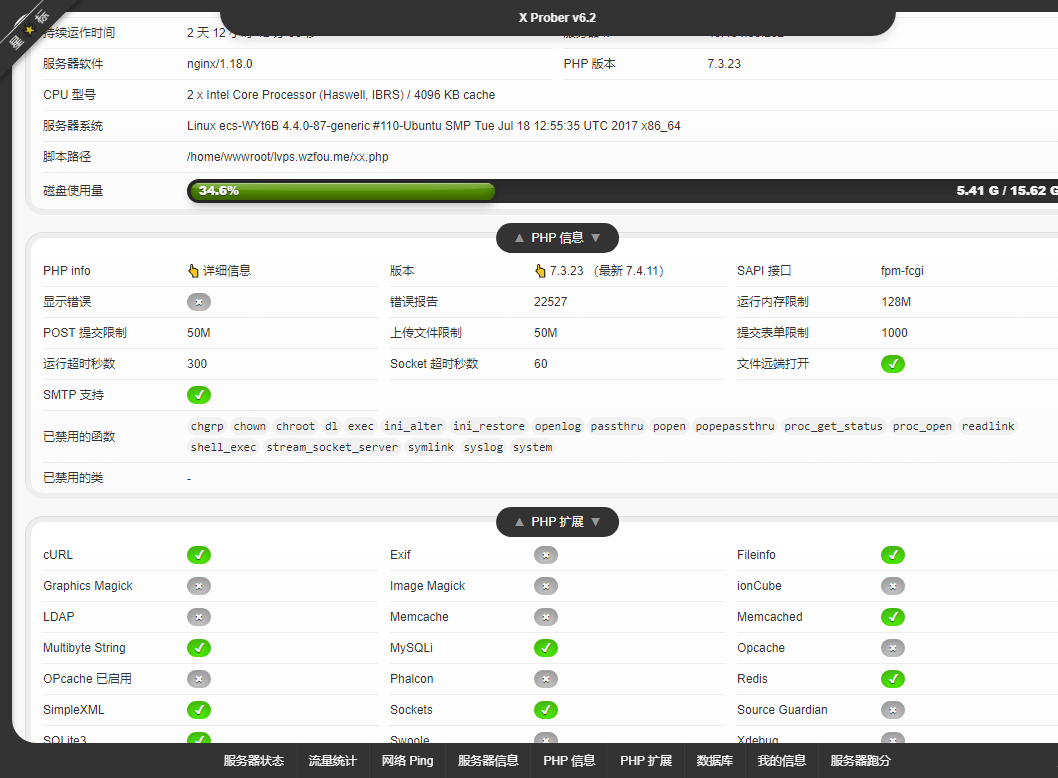 X Prober v6.2
星标
持续运作时间 2 天 12
服务器软件 nginx/1.18.0 PHP 版本 7.3.23
CPU 型号 2 x Intel Core Processor (Haswell, IBRS) / 4096 KB cache
服务器系统 Linux ecs-WYt6B 4.4.0-87-generic #110-Ubuntu SMP Tue Jul 18 12:55:35 UTC 2017 x86_64
脚本路径 /home/wwwroot/lvps.wzfou.me/xx.php
磁盘使用量 34.6% 5.41 G / 15.62 G
▲ PHP 信息 ▼
PHP info 详细信息 版本 7.3.23 （最新 7.4.11） SAPI 接口 fpm-fcgi
显示错误 错误报告 22527 运行内存限制 128M
POST 提交限制 50M 上传文件限制 50M 提交表单限制 1000
运行超时秒数 300 Socket 超时秒数 60 文件远端打开
SMTP 支持
已禁用的函数 chgrp chown chroot dl exec ini_alter ini_restore openlog passthru popen popepassthru proc_get_status proc_open readlink
shell_exec stream_socket_server symlink syslog system
已禁用的类 -
▲ PHP 扩展 ▼
cURL Exif Fileinfo
Graphics Magick Image Magick ionCube
LDAP Memcache Memcached
Multibyte String MySQLi Opcache
OPcache 已启用 Phalcon Redis
SimpleXML Sockets Source Guardian
SQLite3 Swoole Xdebug
服务器状态 流量统计 网络 Ping 服务器信息 PHP 信息 PHP 扩展 数据库 我的信息 服务器跑分